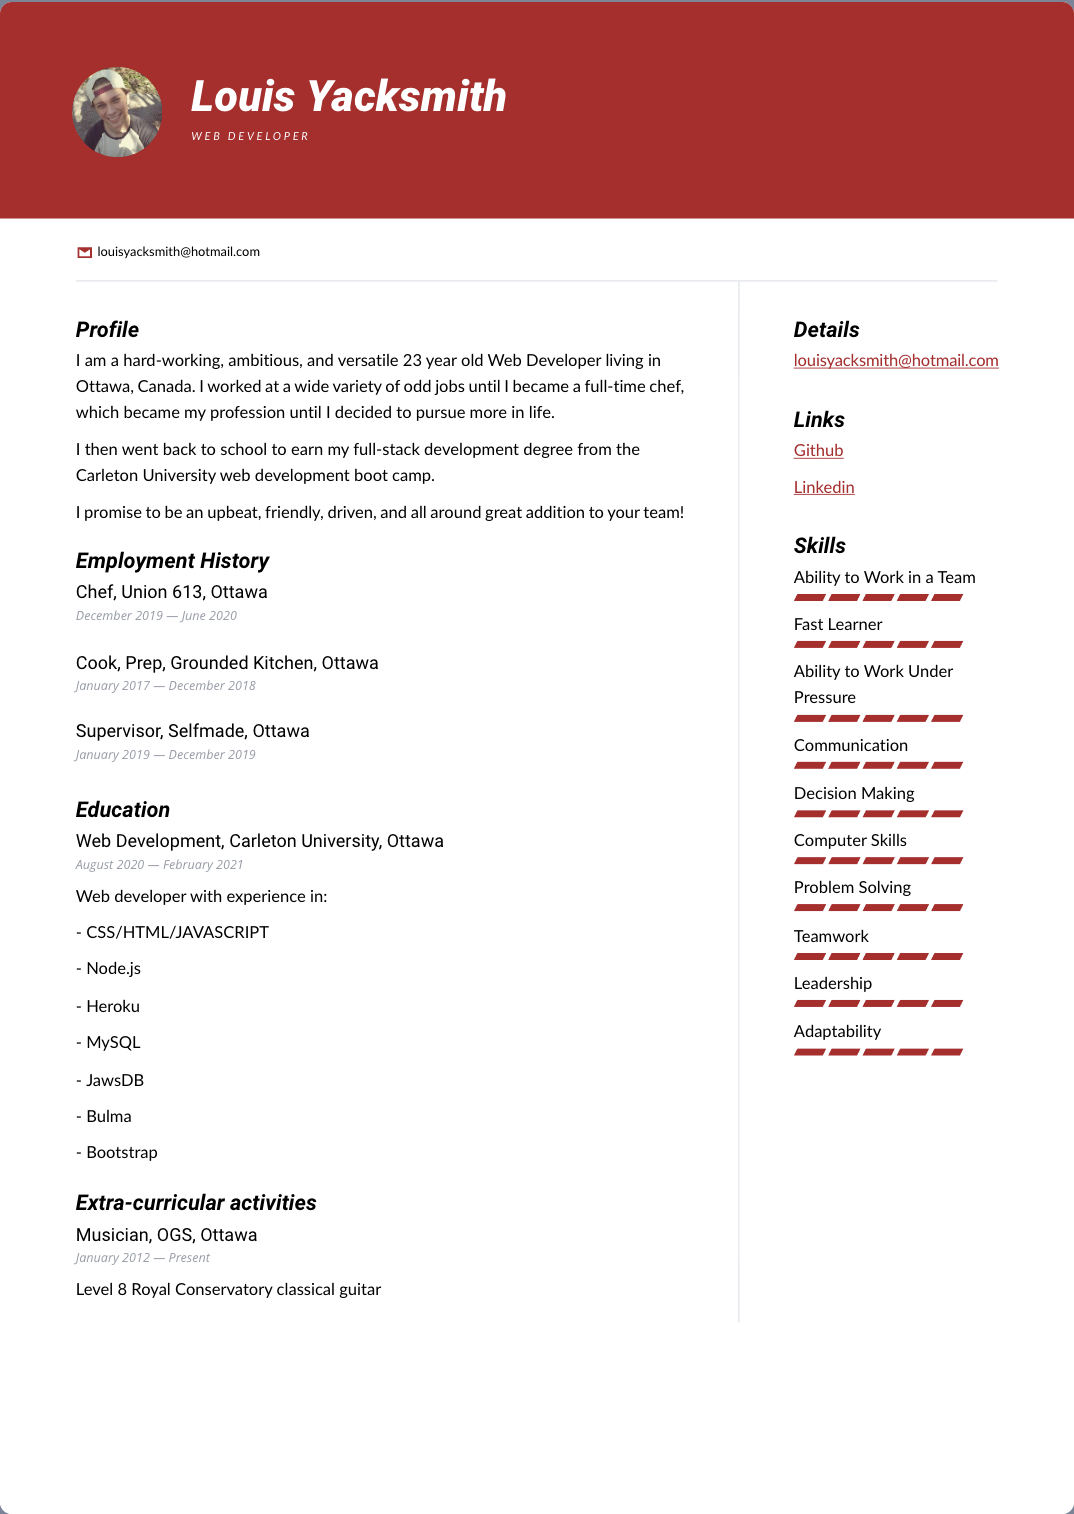 Louis Yacksmith
WEB DEVELOPER
louisyacksmith@hotmail.com
Profile
I am a hard-working, ambitious, and versatile 23 year old Web Developer living in
Ottawa, Canada. I worked at a wide variety of odd jobs until I became a full-time chef,
which became my profession until I decided to pursue more in life.
I then went back to school to earn my full-stack development degree from the
Carleton University web development boot camp.
I promise to be an upbeat, friendly, driven, and all around great addition to your team!
Employment History
Chef, Union 613, Ottawa
December 2019 — June 2020
Cook, Prep, Grounded Kitchen, Ottawa
January 2017 — December 2018
Supervisor, Selfmade, Ottawa
January 2019 — December 2019
Education
Web Development, Carleton University, Ottawa
August 2020 — February 2021
Web developer with experience in:
- CSS/HTML/JAVASCRIPT
- Node.js
- Heroku
- MySQL
- JawsDB
- Bulma
- Bootstrap
Extra-curricular activities
Musician, OGS, Ottawa
January 2012 — Present
Level 8 Royal Conservatory classical guitar
Details
louisyacksmith@hotmail.com
Links
Github
Linkedin
Skills
Ability to Work in a Team
Fast Learner
Ability to Work Under
Pressure
Communication
Decision Making
Computer Skills
Problem Solving
Teamwork
Leadership
Adaptability